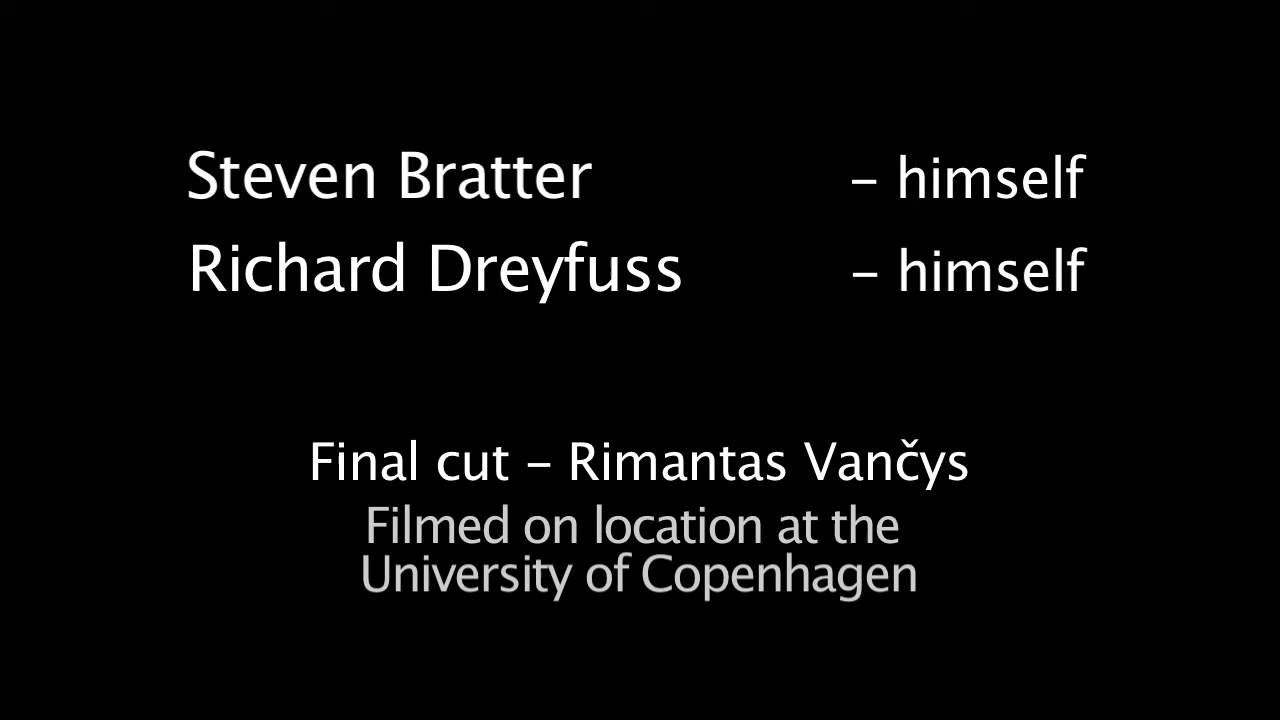 Steven Bratter – himself
Richard Dreyfuss – himself
Final cut – Rimantas Vančys
Filmed on location at the
University of Copenhagen